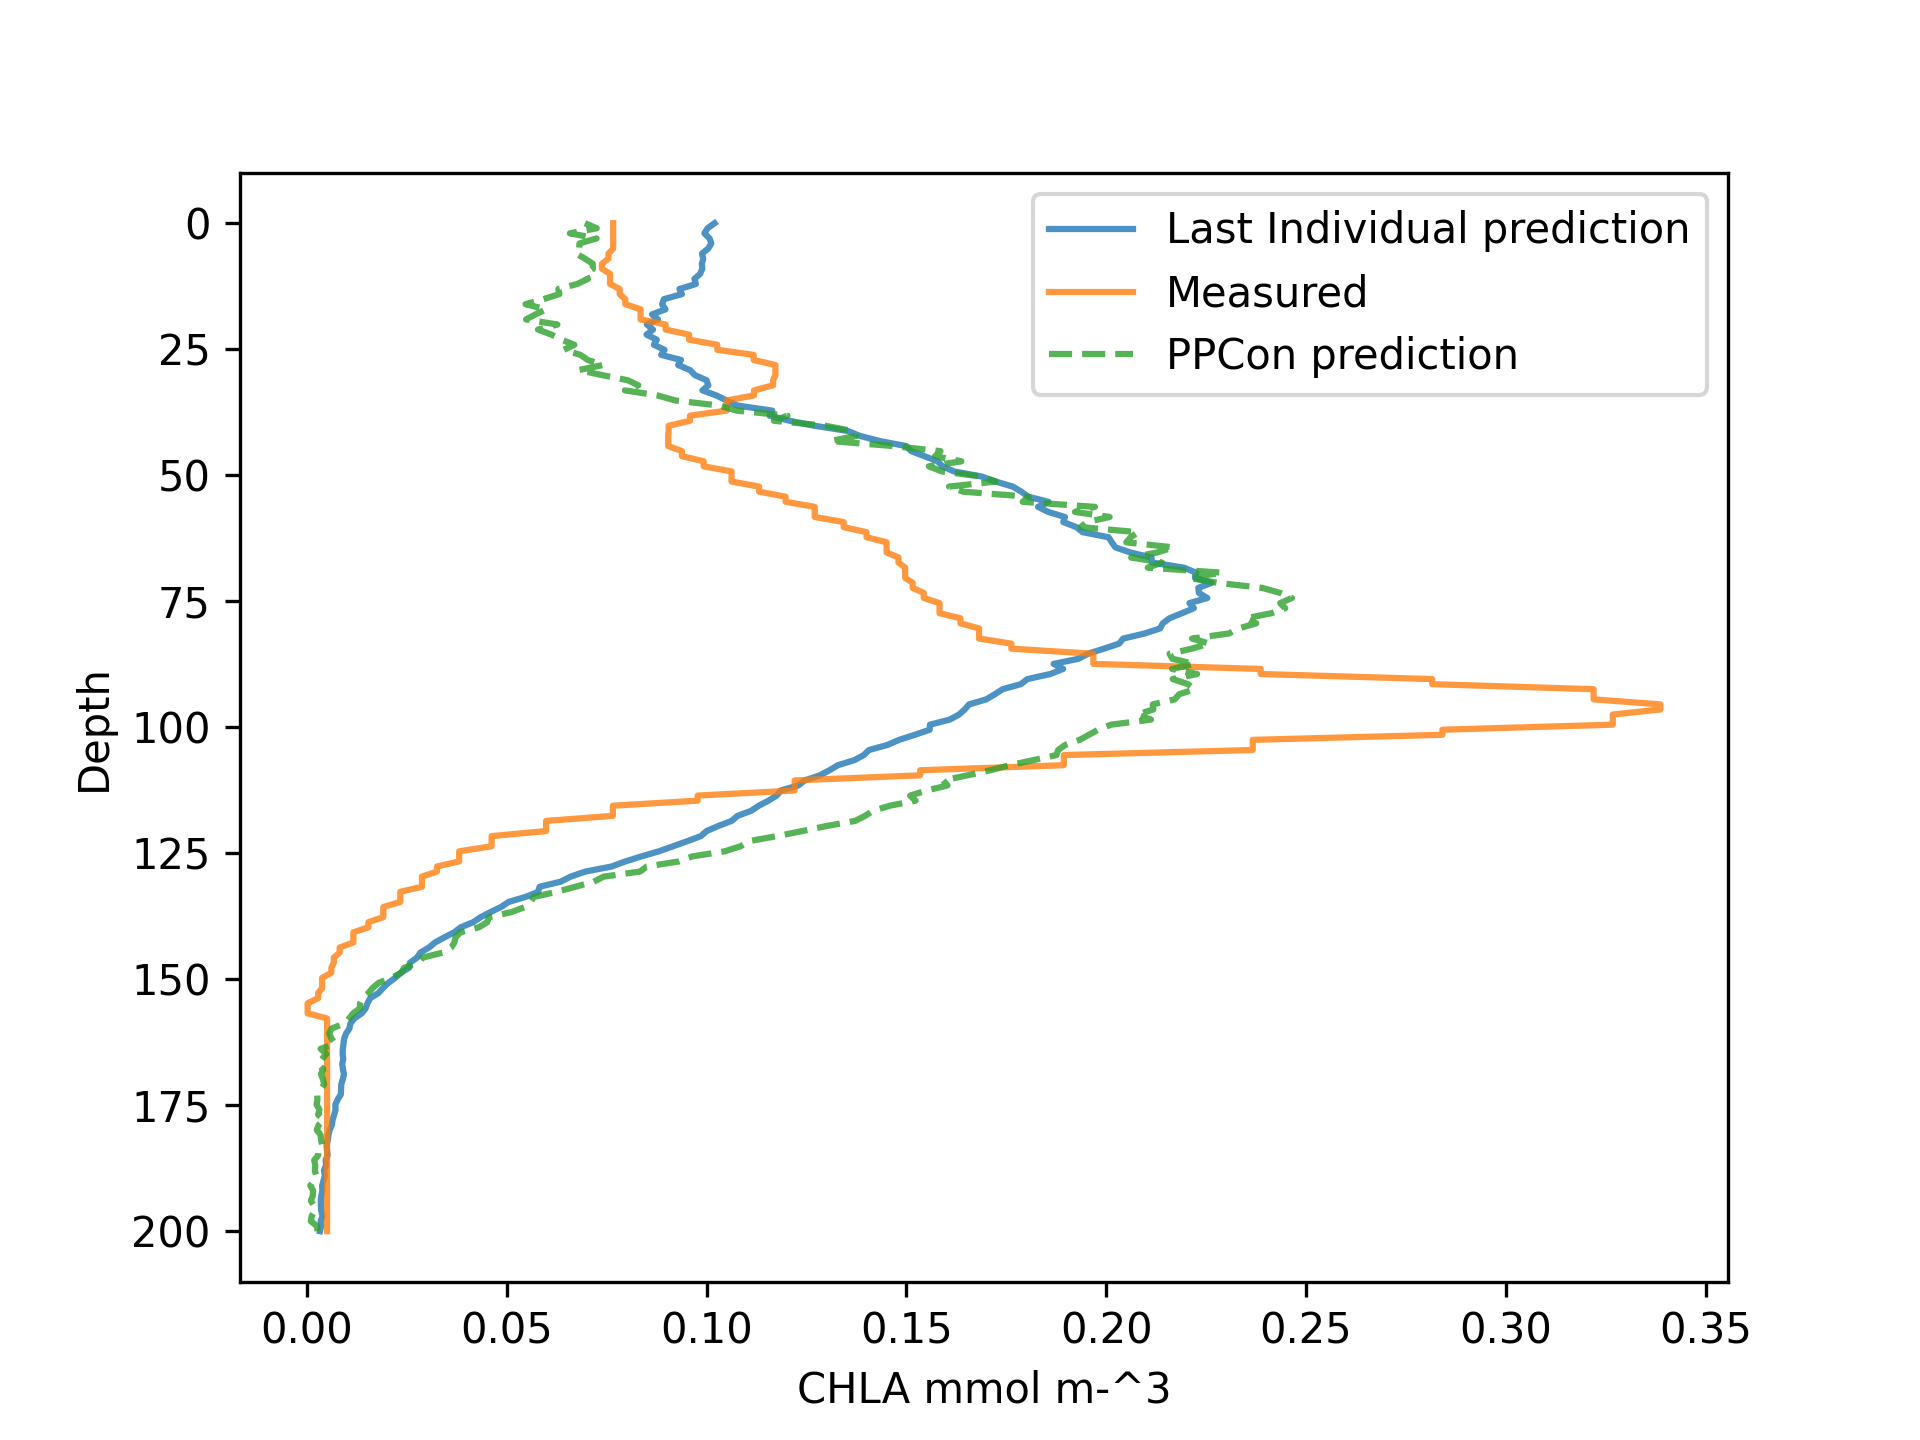 Last Individual prediction
Measured
PPCon prediction
0
25
50
75
100
125
150
175
200
Depth
0.00 0.05 0.10 0.15 0.20 0.25 0.30 0.35
CHLA mmol m-^3